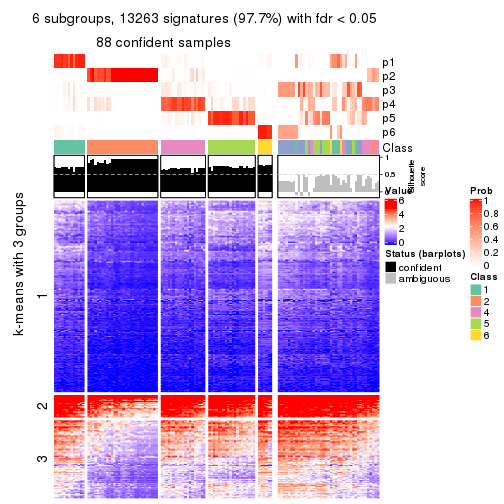 6 subgroups, 13263 signatures (97.7%) with fdr < 0.05
88 confident samples
p1
p2
p3
p4
p5
p6
Class
1
0.5
0
Silhouette
score
k-means with 3 groups
1
2
3
Value
6
4
2
0
Status (barplots)
confident
ambiguous
Prob
1
0.8
0.6
0.4
0.2
0
Class
1
2
3
4
5
6